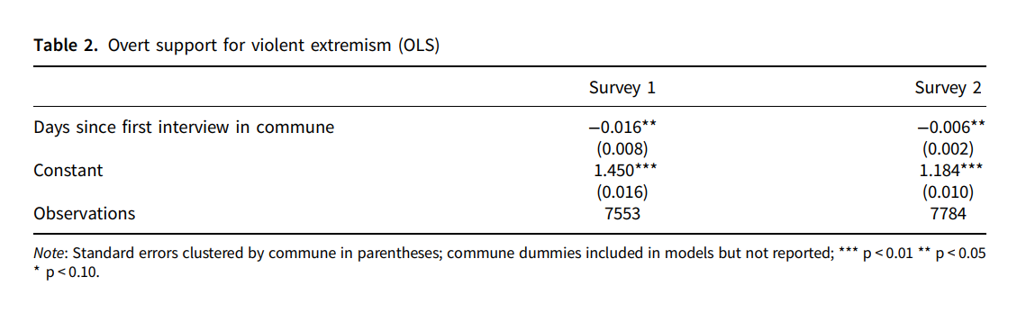 Table 2. Overt support for violent extremism (OLS)
Survey 1 Survey 2
Days since first interview in commune −0.016** −0.006**
(0.008) (0.002)
Constant 1.450*** 1.184***
(0.016) (0.010)
Observations 7553 7784
Note: Standard errors clustered by commune in parentheses; commune dummies included in models but not reported; *** p < 0.01 ** p < 0.05
* p < 0.10.